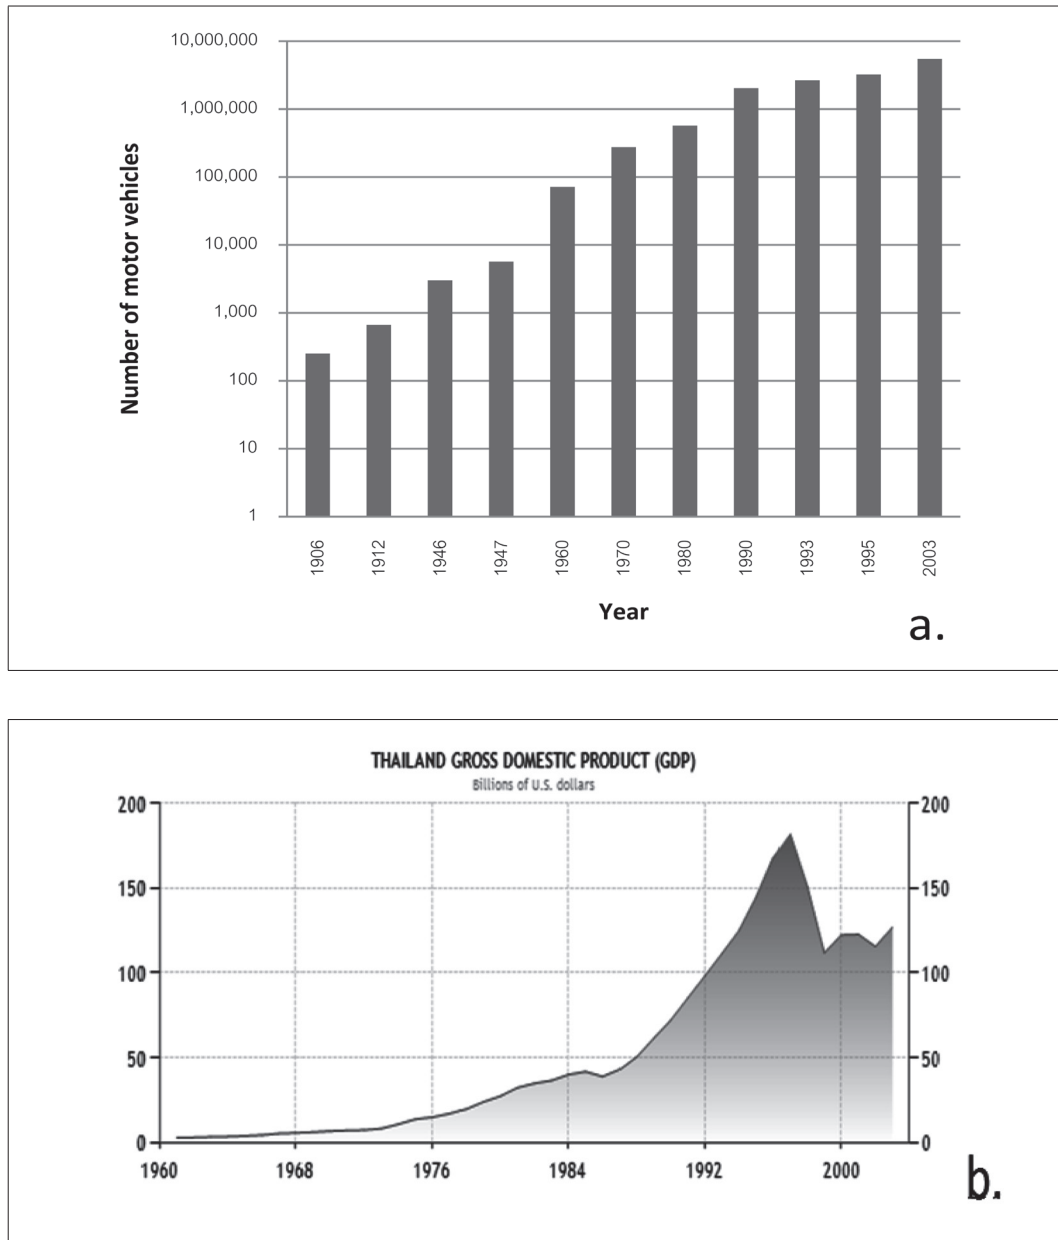 10,000,000
1,000,000
100,000
10,000
1,000
100
10
1
Number of motor vehicles
1906 1912 1946 1947 1960 1970 1980 1990 1993 1995 2003
Year
a.
THAILAND GROSS DOMESTIC PRODUCT (GDP)
Billions of U.S. dollars
200 200
150 150
100 100
50 50
0 0
1960 1968 1976 1984 1992 2000
b.